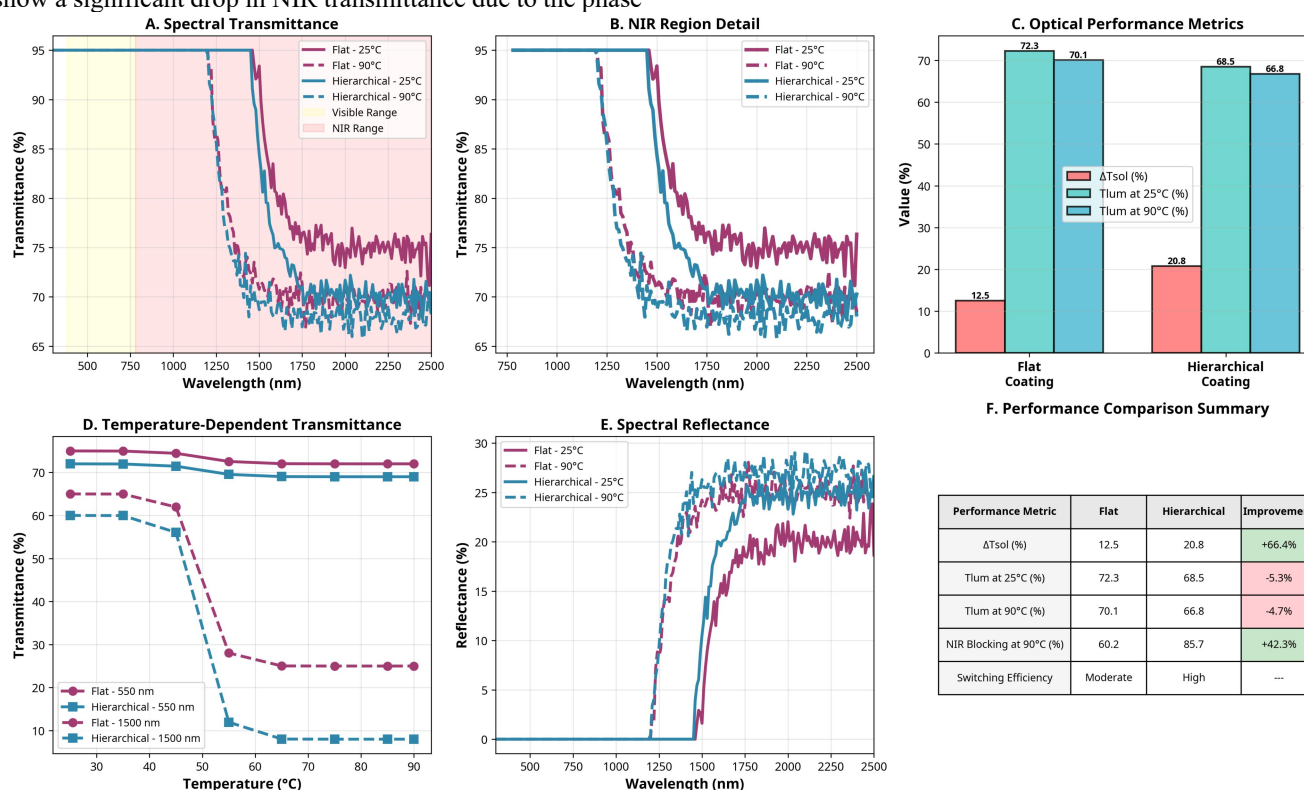 show a significant drop in NIR transmittance due to the phase
A. Spectral Transmittance
Transmittance (%)
95
90
85
80
75
70
65
Flat - 25°C
Flat - 90°C
Hierarchical - 25°C
Hierarchical - 90°C
Visible Range
NIR Range
500 750 1000 1250 1500 1750 2000 2250 2500
Wavelength (nm)
B. NIR Region Detail
Transmittance (%)
95
90
85
80
75
70
65
Flat - 25°C
Flat - 90°C
Hierarchical - 25°C
Hierarchical - 90°C
750 1000 1250 1500 1750 2000 2250 2500
Wavelength (nm)
C. Optical Performance Metrics
Value (%)
70
60
50
40
30
20
10
0
12.5
72.3
70.1
20.8
68.5
66.8
ΔTsol (%)
Tlum at 25°C (%)
Tlum at 90°C (%)
Flat
Coating
Hierarchical
Coating
D. Temperature-Dependent Transmittance
Transmittance (%)
70
60
50
40
30
20
10
Flat - 550 nm
Hierarchical - 550 nm
Flat - 1500 nm
Hierarchical - 1500 nm
30 40 50 60 70 80 90
Temperature (°C)
E. Spectral Reflectance
Reflectance (%)
30
25
20
15
10
5
0
Flat - 25°C
Flat - 90°C
Hierarchical - 25°C
Hierarchical - 90°C
500 750 1000 1250 1500 1750 2000 2250 2500
Wavelength (nm)
F. Performance Comparison Summary
Performance Metric Flat Hierarchical Improvemen
ΔTsol (%) 12.5 20.8 +66.4%
Tlum at 25°C (%) 72.3 68.5 -5.3%
Tlum at 90°C (%) 70.1 66.8 -4.7%
NIR Blocking at 90°C (%) 60.2 85.7 +42.3%
Switching Efficiency Moderate High ---